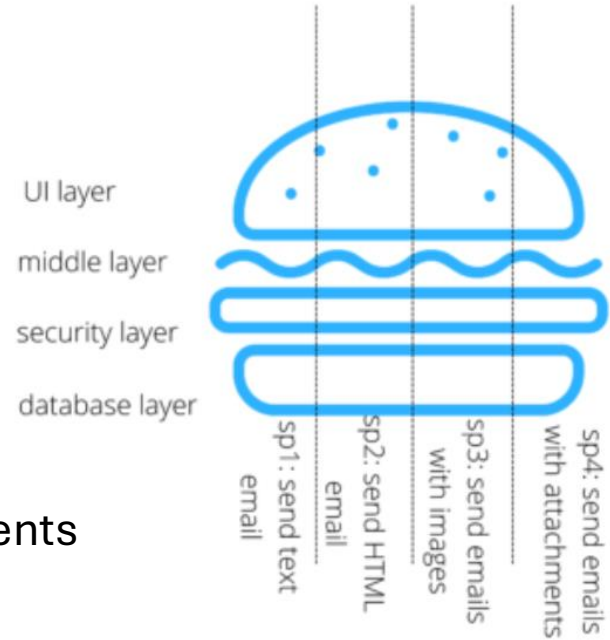 UI layer
middle layer
security layer
database layer
sp1: send text
email
sp2: send HTML
email
sp3: send emails
with images
sp4: send emails
with attachments
ents